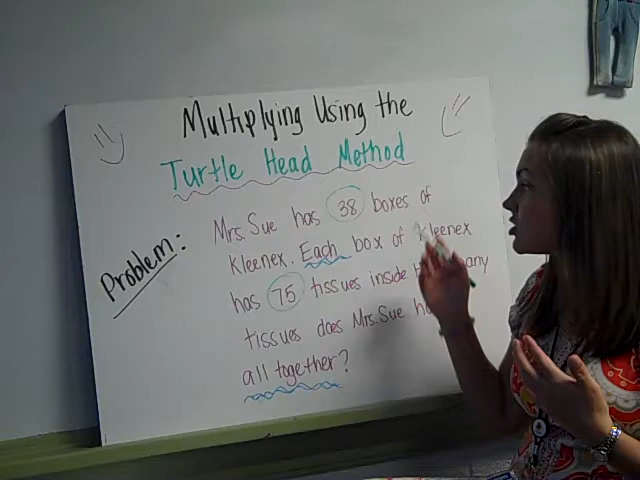 Multiplying Using the
Turtle Head Method
Problem:
Mrs. Sue has 38 boxes of
Kleenex. Each box of Kleenex
has 75 tissues inside
tissues does Mrs. Sue
all together?